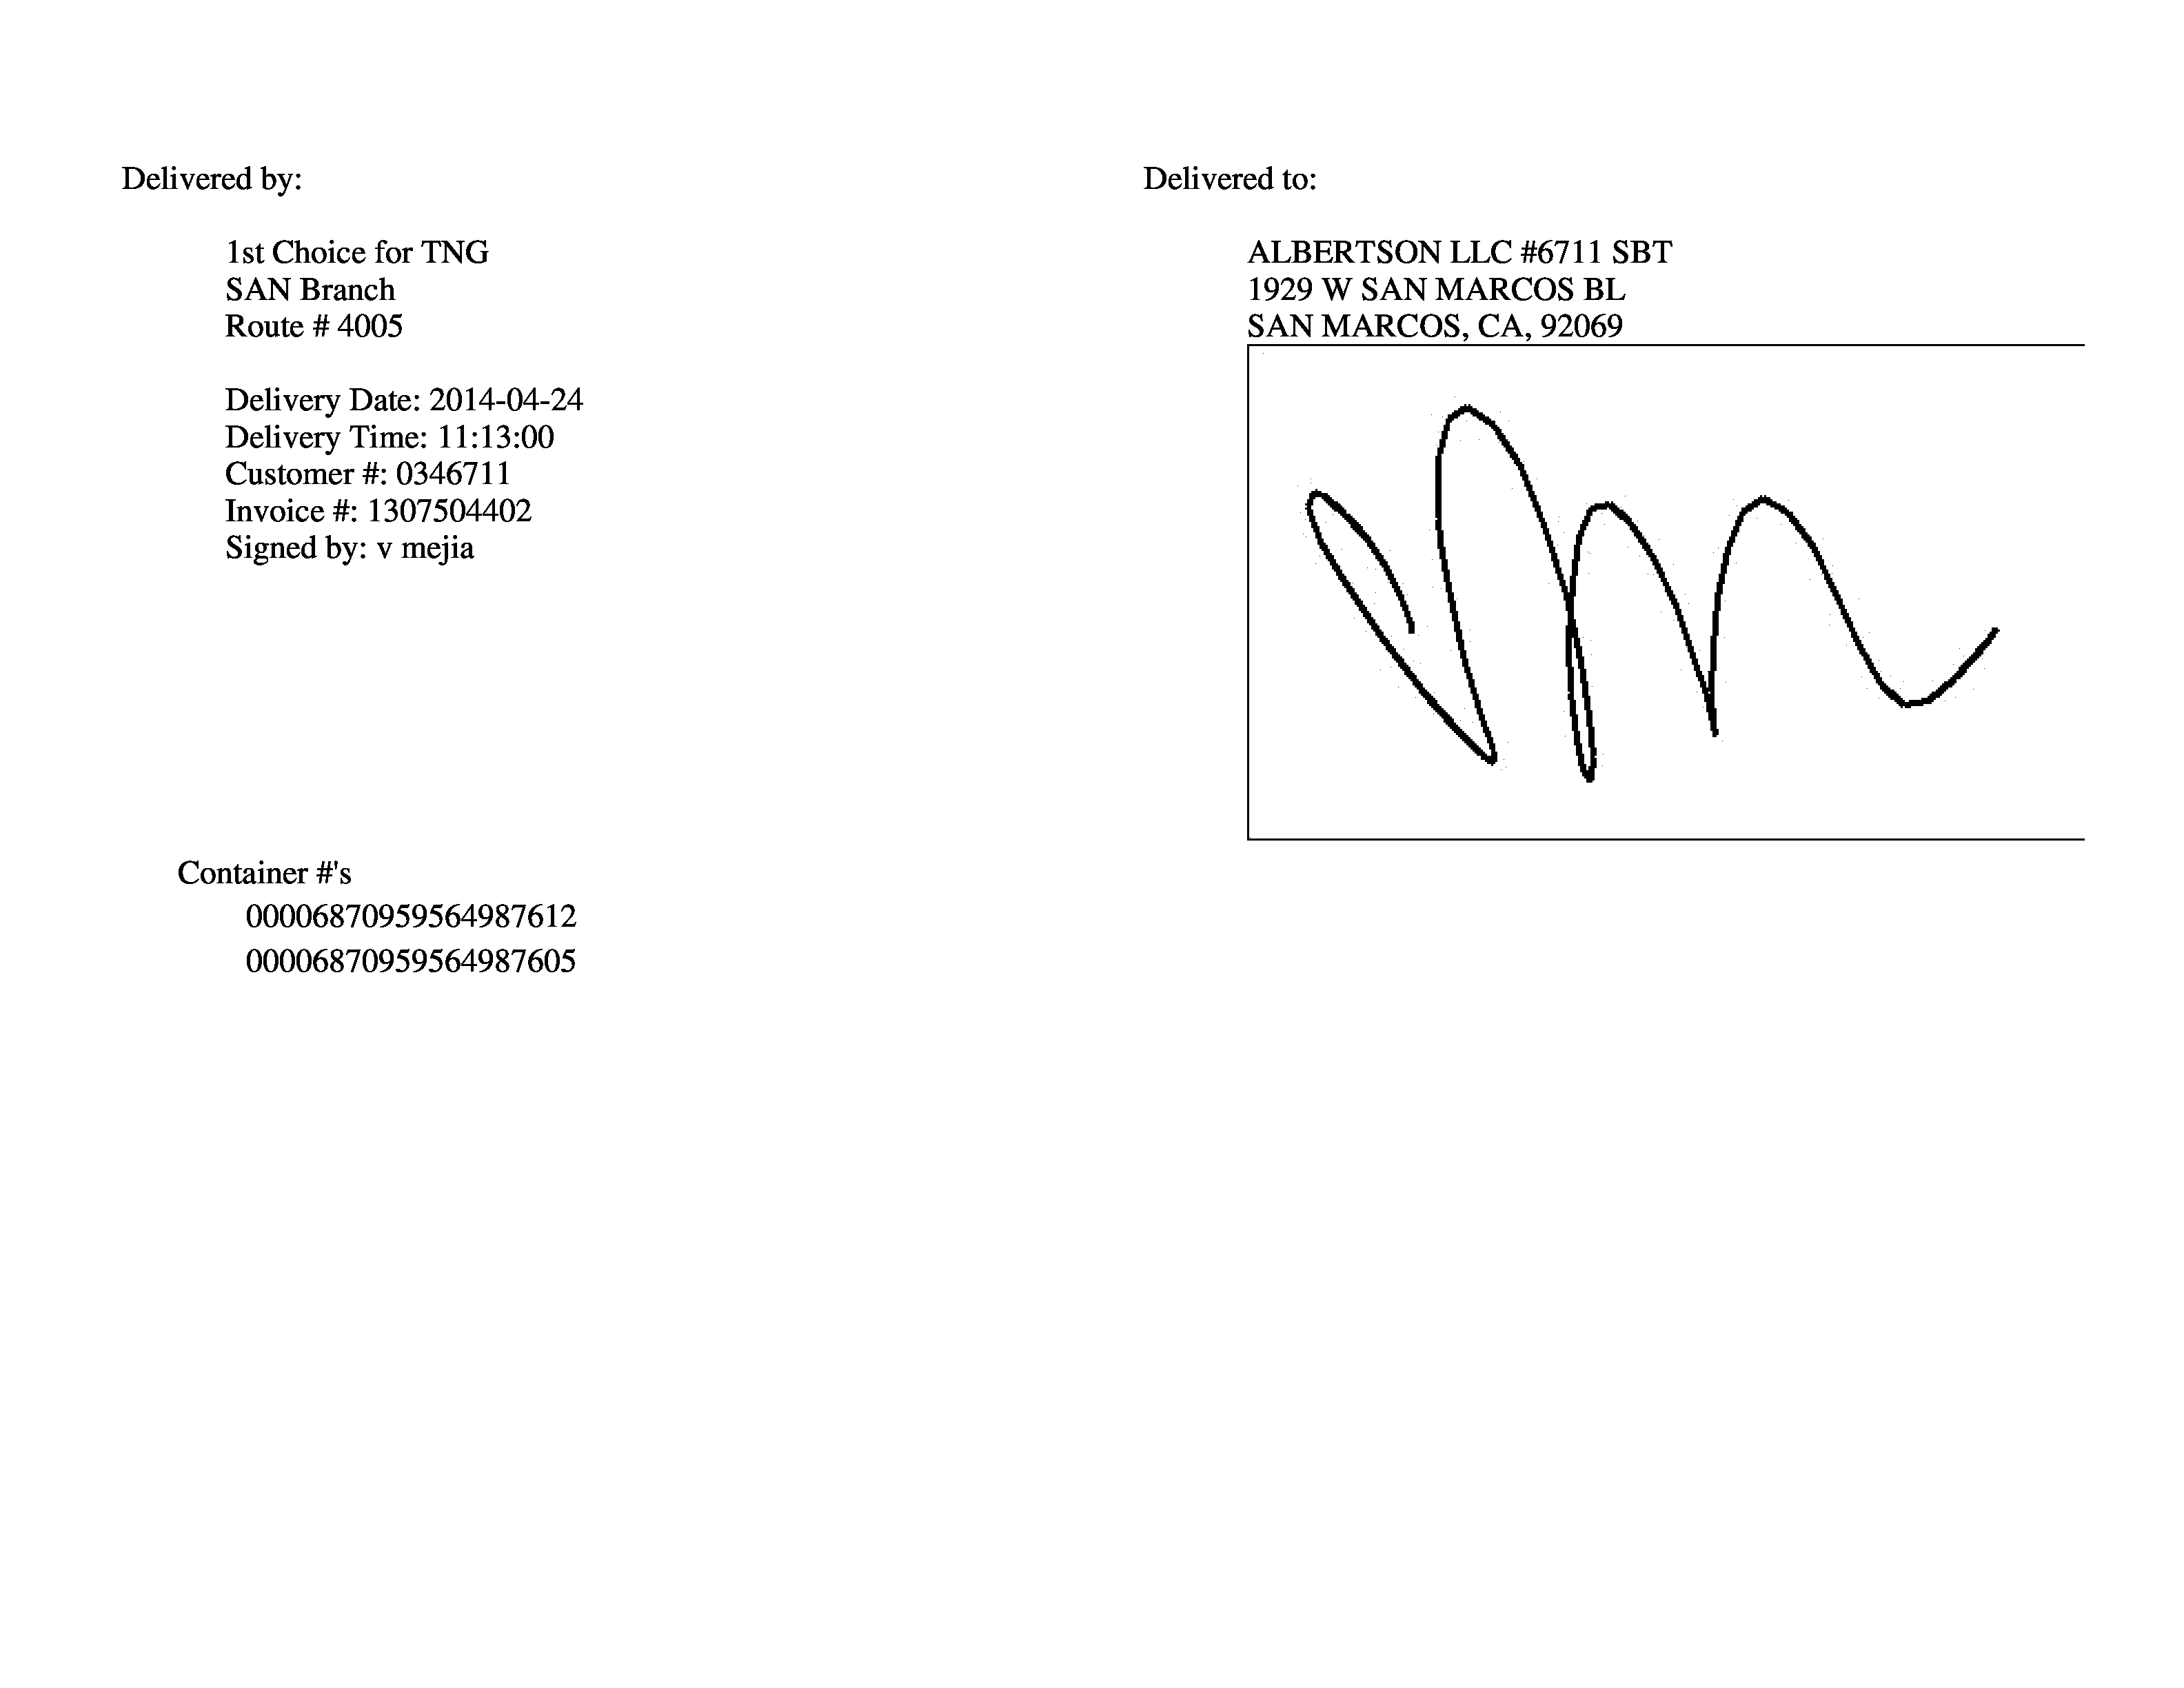 Delivered by:
1st Choice for TNG
SAN Branch
Route # 4005
Delivery Date: 2014-04-24
Delivery Time: 11:13:00
Customer #: 0346711
Invoice #: 1307504402
Signed by: v mejia
Delivered to:
ALBERTSON LLC #6711 SBT
1929 W SAN MARCOS BL
SAN MARCOS, CA, 92069
Container #'s
00006870959564987612
00006870959564987605